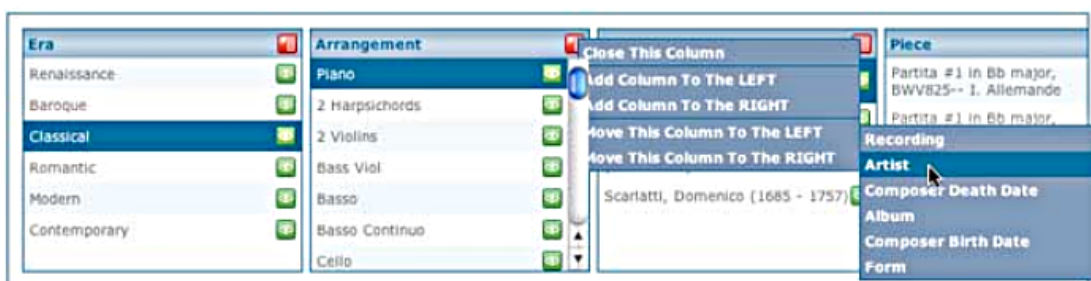 Era
Renaissance
Baroque
Classical
Romantic
Modern
Contemporary
Arrangement
Piano
2 Harpsichords
2 Violins
Bass Viol
Basso
Basso Continuo
Cello
Close This Column
Add Column To The LEFT
Add Column To The RIGHT
Move This Column To The LEFT
Move This Column To The RIGHT
Scarlatti, Domenico (1685 - 1757)
Piece
Partita #1 in Bb major,
BWV825-- I. Allemande
Partita #1 in Bb major,
Recording
Artist
Composer Death Date
Album
Composer Birth Date
Form